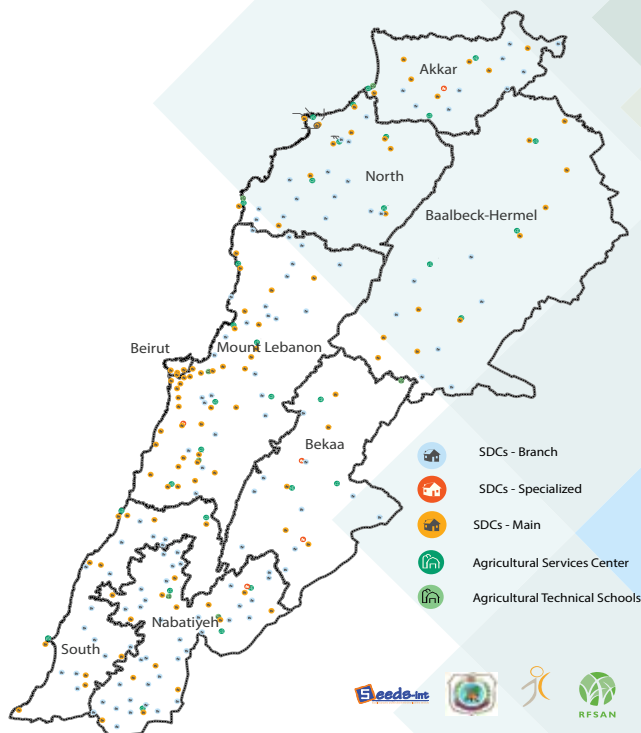 Akkar
North
Baalbeck-Hermel
Beirut
Mount Lebanon
Bekaa
SDCs - Branch
SDCs - Specialized
SDCs - Main
Agricultural Services Center
Agricultural Technical Schools
Nabatiyeh
South
Seeds-int
RFSAN